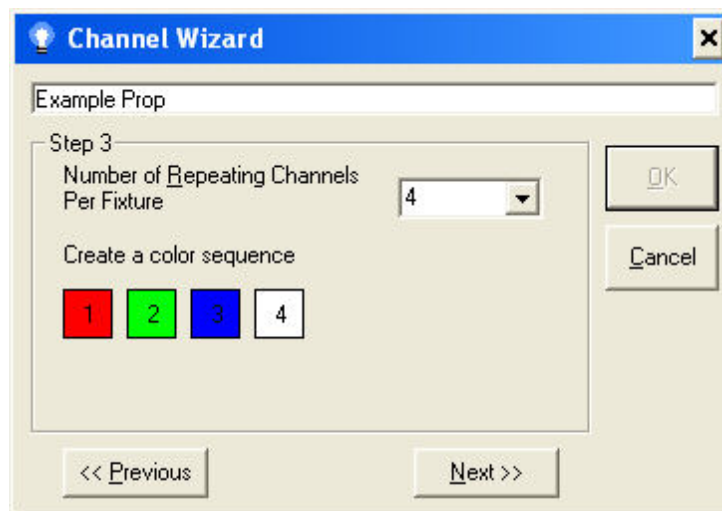 Channel Wizard
Example Prop
Step 3
Number of Repeating Channels
Per Fixture
4
OK
Create a color sequence
Cancel
1 2 3 4
<< Previous
Next >>